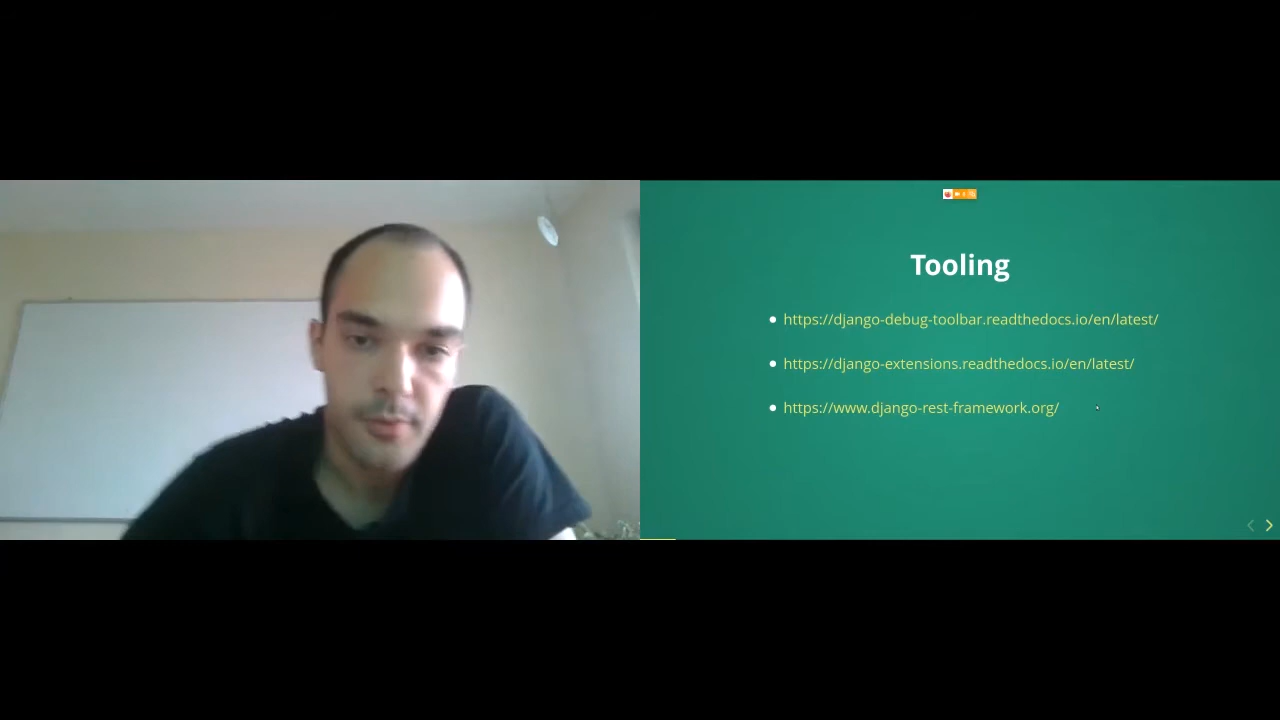 Tooling
https://django-debug-toolbar.readthedocs.io/en/latest/
https://django-extensions.readthedocs.io/en/latest/
https://www.django-rest-framework.org/